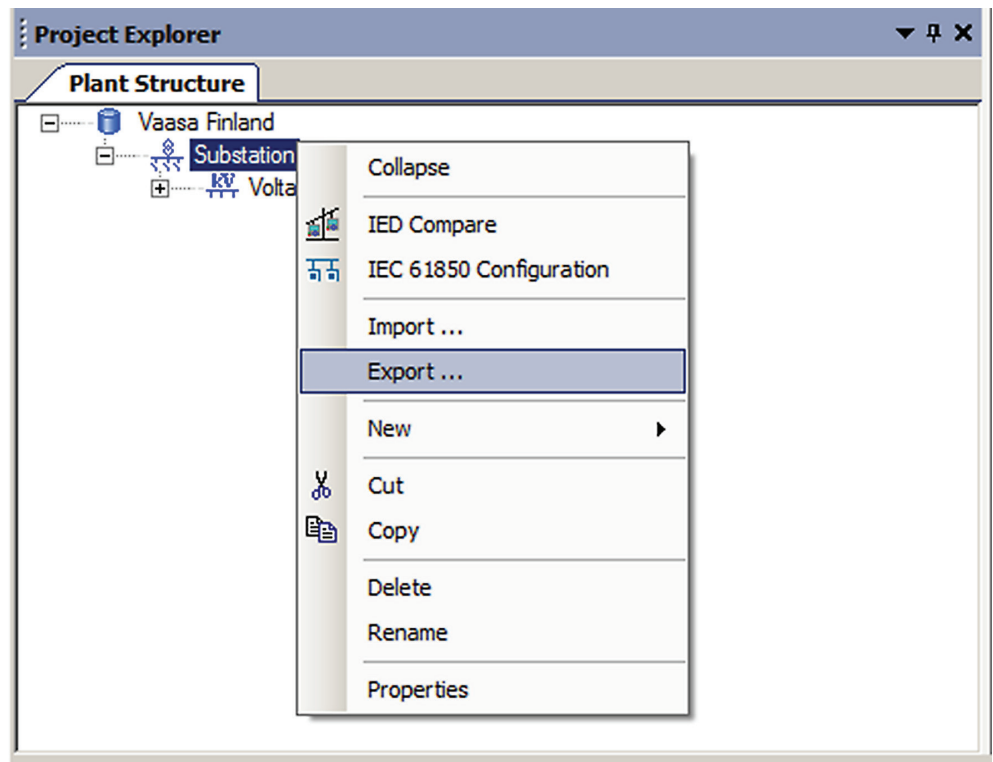 Project Explorer
Plant Structure
Vaasa Finland
Substation
KV Volta
Collapse
IED Compare
IEC 61850 Configuration
Import ...
Export ...
New
Cut
Copy
Delete
Rename
Properties